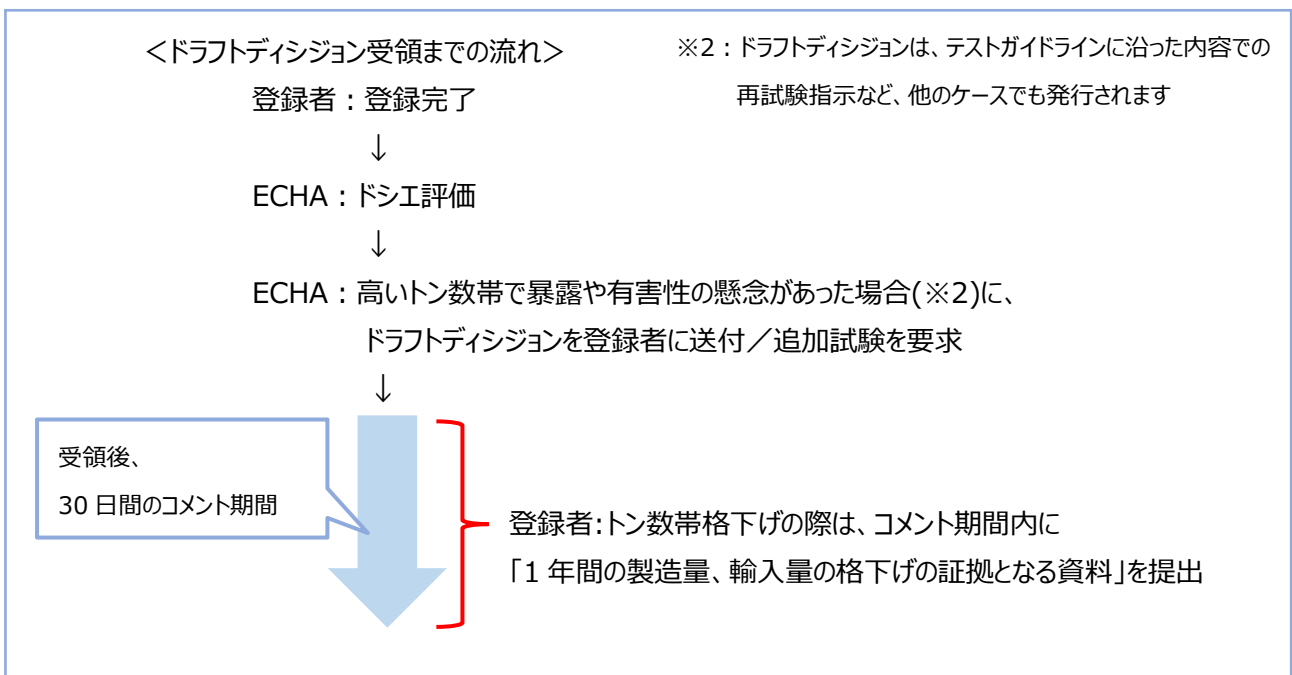 ＜ドラフトディシジョン受領までの流れ＞
※2：ドラフトディシジョンは、テストガイドラインに沿った内容での
再試験指示など、他のケースでも発行されます
登録者：登録完了
↓
ECHA：ドシエ評価
↓
ECHA：高いトン数帯で暴露や有害性の懸念があった場合(※2)に、
ドラフトディシジョンを登録者に送付／追加試験を要求
↓
受領後、
30 日間のコメント期間
登録者:トン数帯格下げの際は、コメント期間内に
「1 年間の製造量、輸入量の格下げの証拠となる資料」を提出